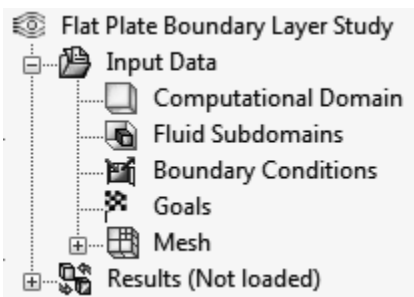 Flat Plate Boundary Layer Study
Input Data
Computational Domain
Fluid Subdomains
Boundary Conditions
Goals
Mesh
Results (Not loaded)